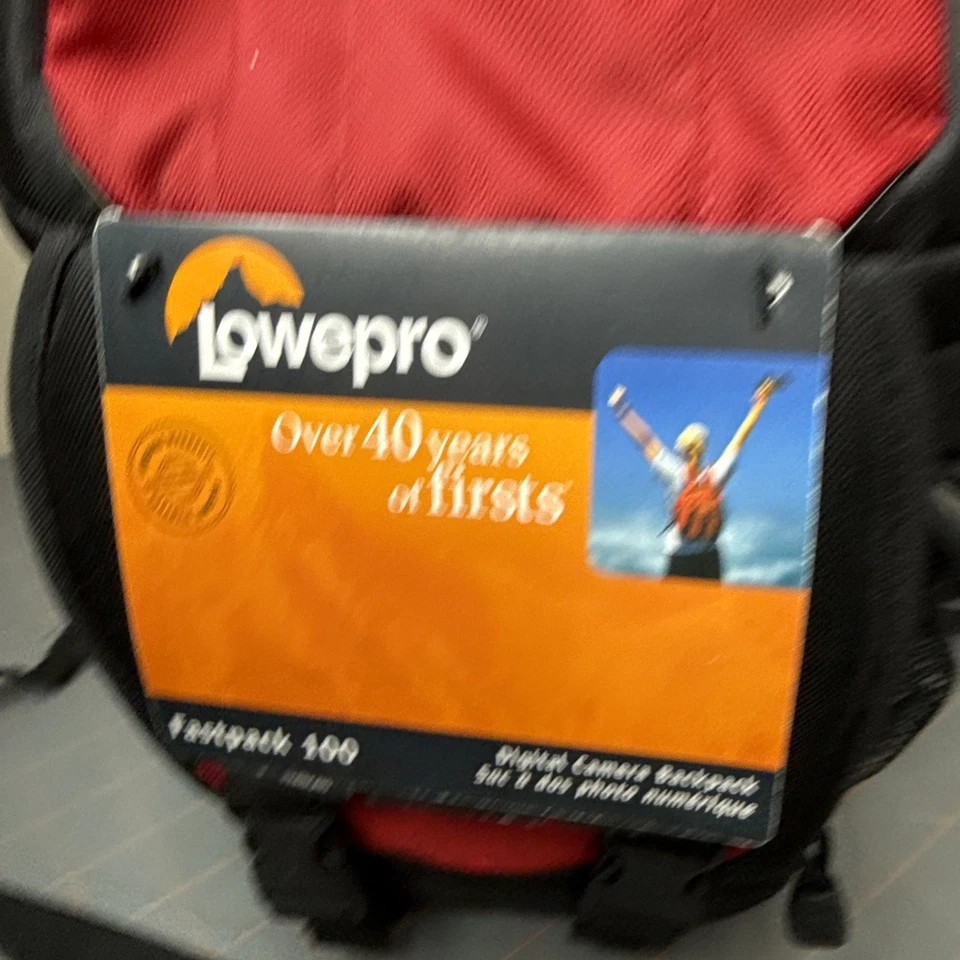 Lowepro
Over 40 years
of firsts
Fastpack 100
Digital Camera Backpack
Sac à dos photo numérique